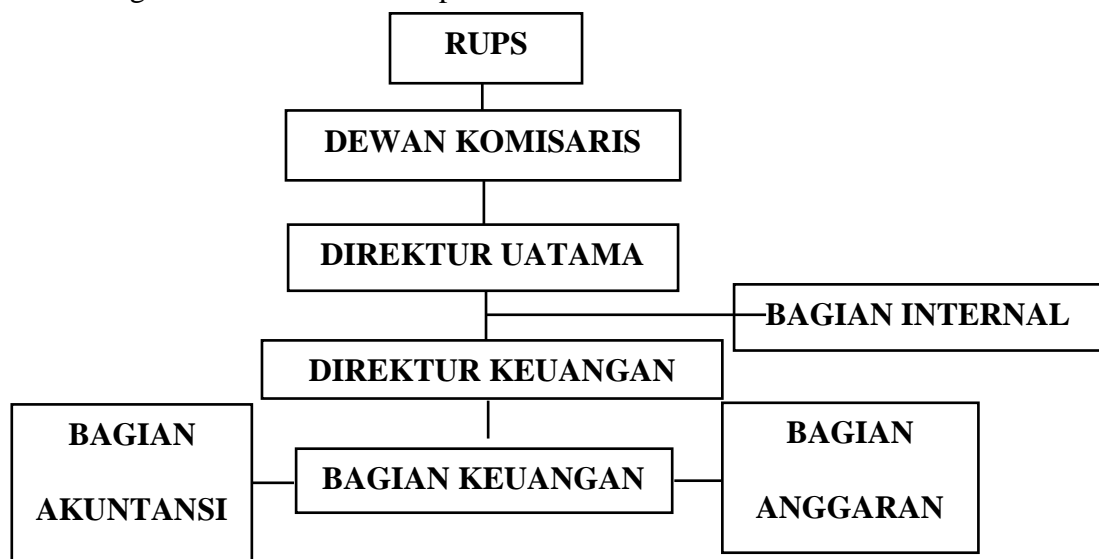 RUPS
DEWAN KOMISARIS
DIREKTUR UATAMA
BAGIAN INTERNAL
DIREKTUR KEUANGAN
BAGIAN
AKUNTANSI
BAGIAN KEUANGAN
BAGIAN
ANGGARAN